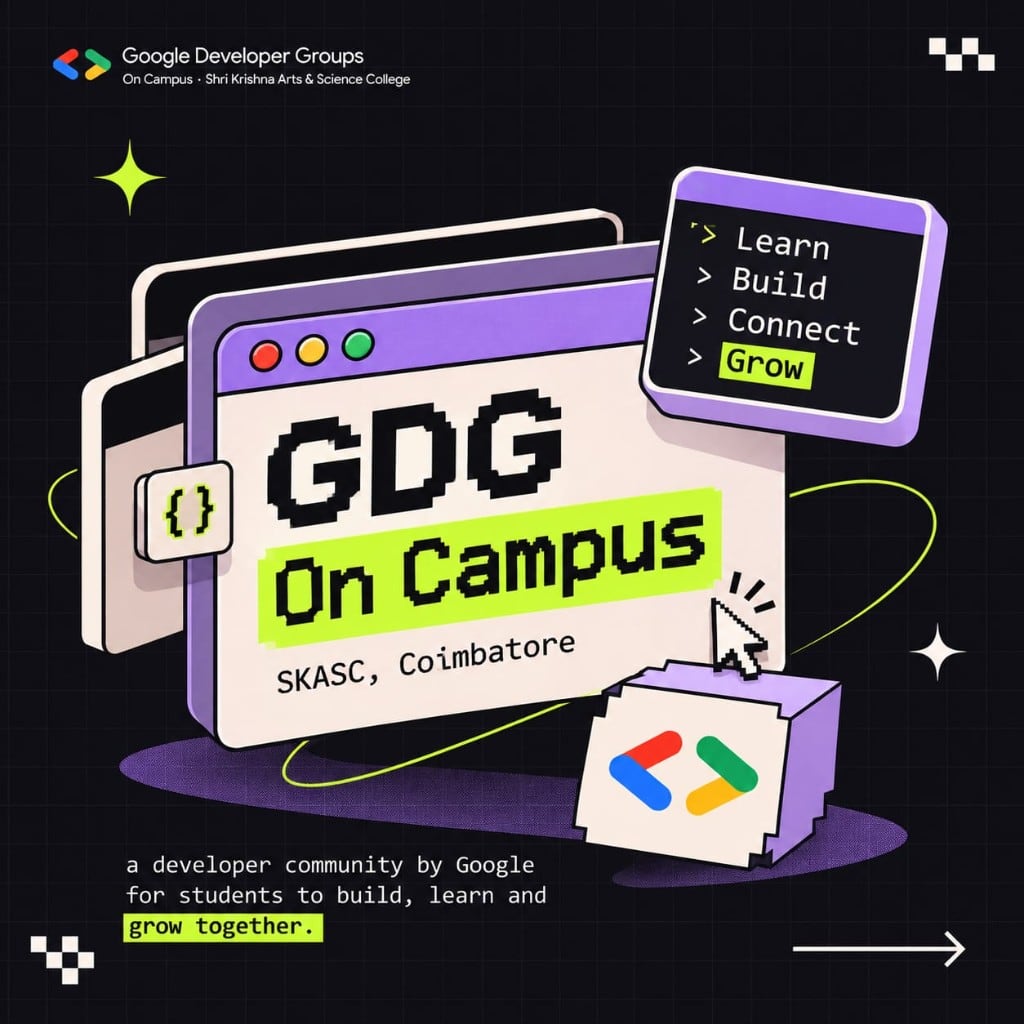 Google Developer Groups
On Campus · Shri Krishna Arts & Science College
> Learn
> Build
> Connect
> Grow
{}
GDG
On Campus
SKASC, Coimbatore
a developer community by Google
for students to build, learn and
grow together.